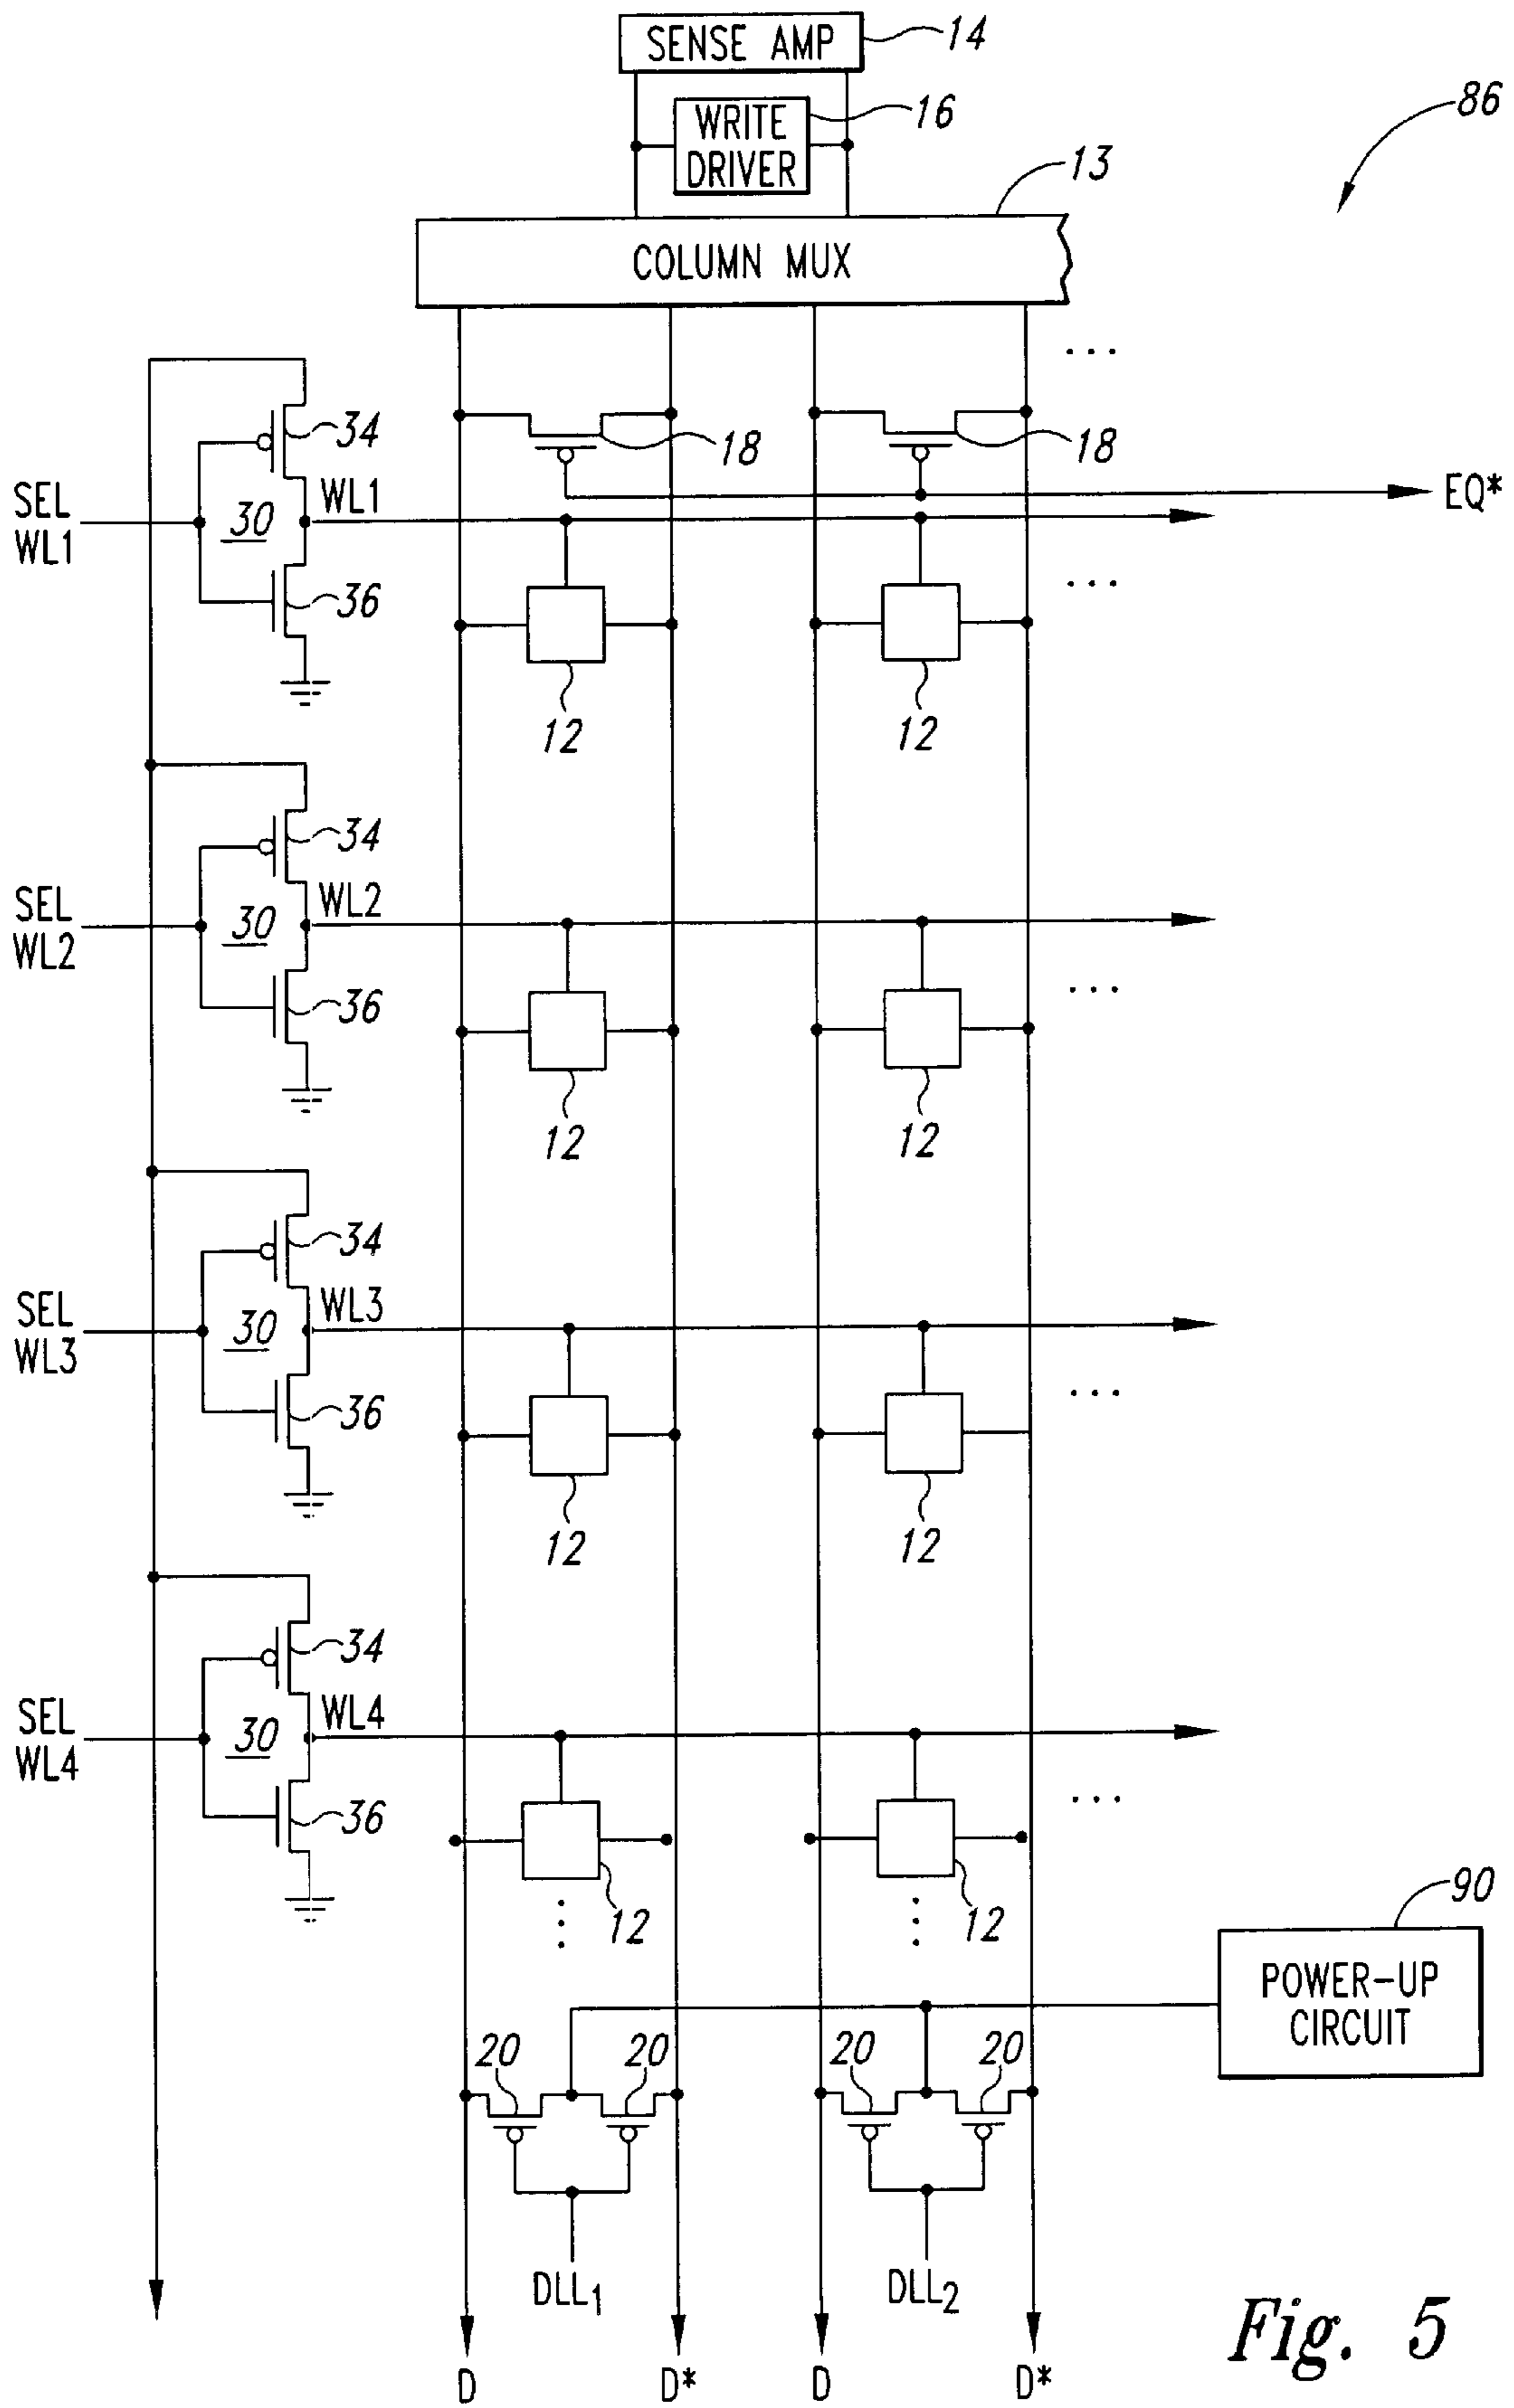 SENSE AMP
14
WRITE
DRIVER
16
86
13
COLUMN MUX
...
34
18
18
SEL
WL1
30
WL1
EQ*
36
...
12
12
34
SEL
WL2
30
WL2
36
...
12
12
34
SEL
WL3
30
WL3
36
...
12
12
34
SEL
WL4
30
WL4
36
...
12
12
90
POWER-UP
CIRCUIT
20
20
20
20
DLL1
DLL2
D
D*
D
D*
Fig. 5